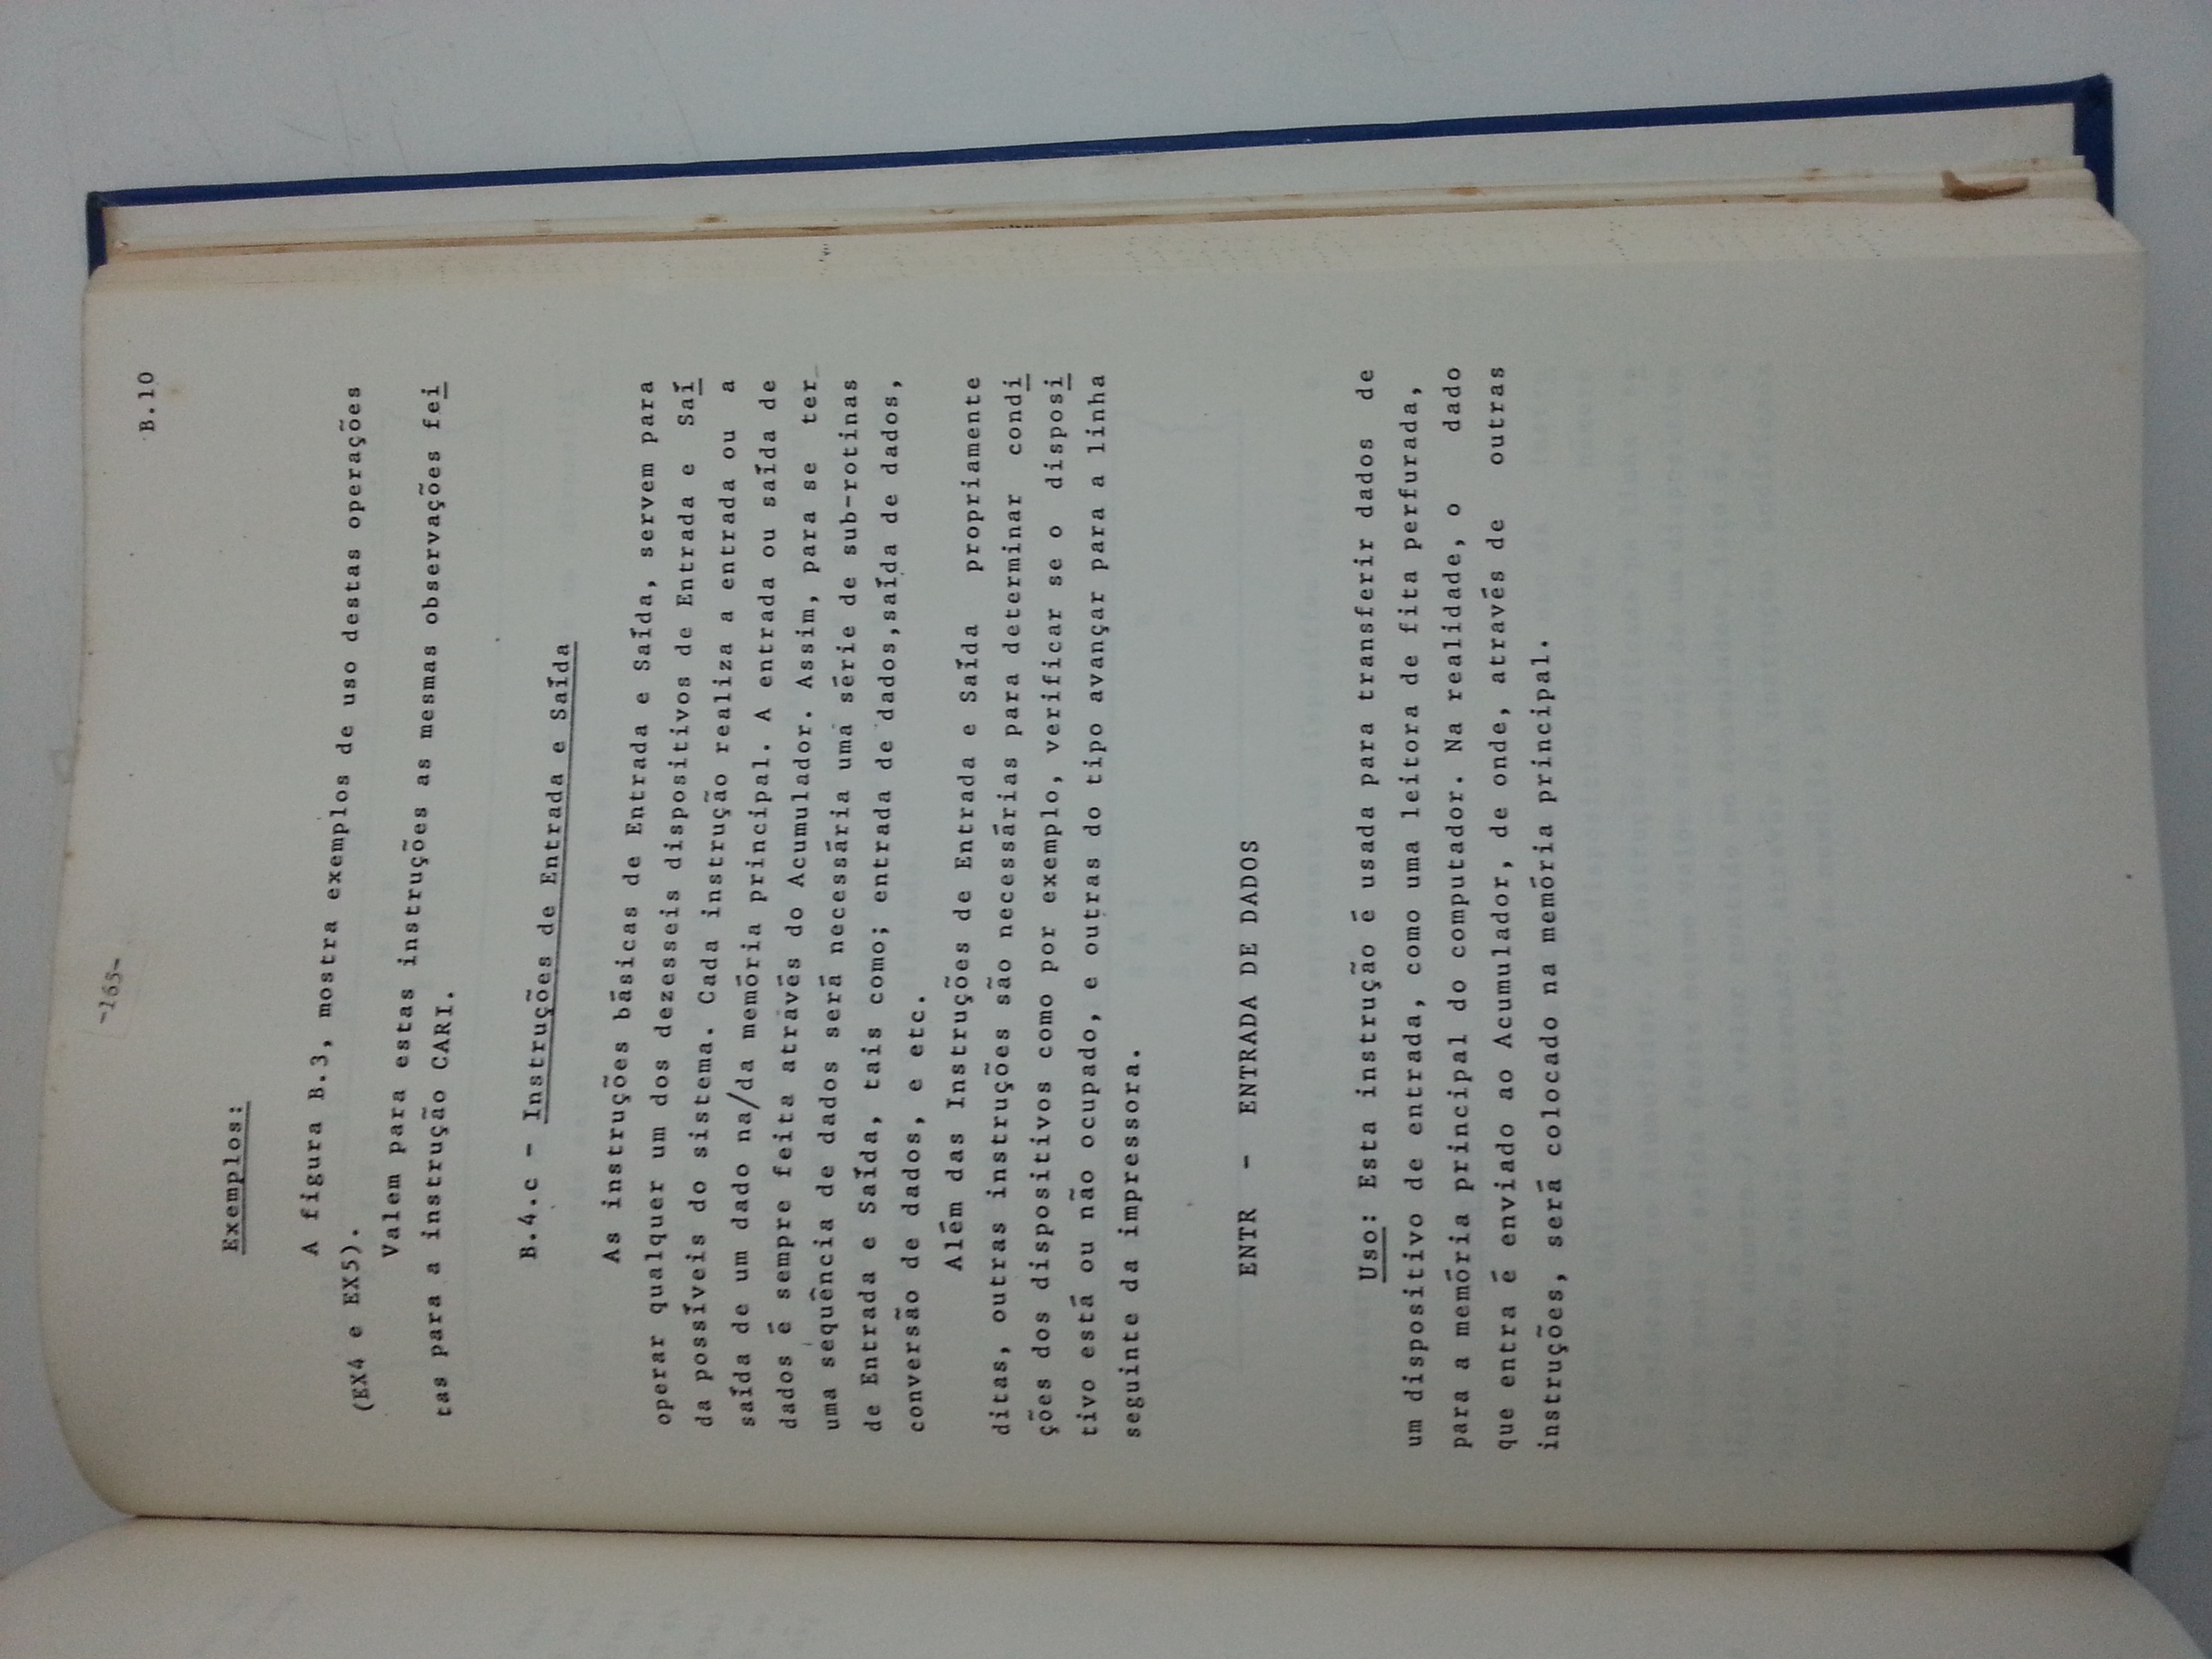 -165-
B.10
Exemplos:
A figura B.3, mostra exemplos de uso destas operações
(EX4 e EX5).
Valem para estas instruções as mesmas observações fei
tas para a instrução CARI.
B.4.c - Instruções de Entrada e Saída
As instruções básicas de Entrada e Saída, servem para
operar qualquer um dos dezesseis dispositivos de Entrada e Saí
da possíveis do sistema. Cada instrução realiza a entrada ou a
saída de um dado na/da memória principal. A entrada ou saída de
dados é sempre feita através do Acumulador. Assim, para se ter
uma sequência de dados será necessária uma série de sub-rotinas
de Entrada e Saída, tais como; entrada de dados,saída de dados,
conversão de dados, e etc.
Além das Instruções de Entrada e Saída propriamente
ditas, outras instruções são necessárias para determinar condi
ções dos dispositivos como por exemplo, verificar se o disposi
tivo está ou não ocupado, e outras do tipo avançar para a linha
seguinte da impressora.
ENTR - ENTRADA DE DADOS
Uso: Esta instrução é usada para transferir dados de
um dispositivo de entrada, como uma leitora de fita perfurada,
para a memória principal do computador. Na realidade, o dado
que entra é enviado ao Acumulador, de onde, através de outras
instruções, será colocado na memória principal.